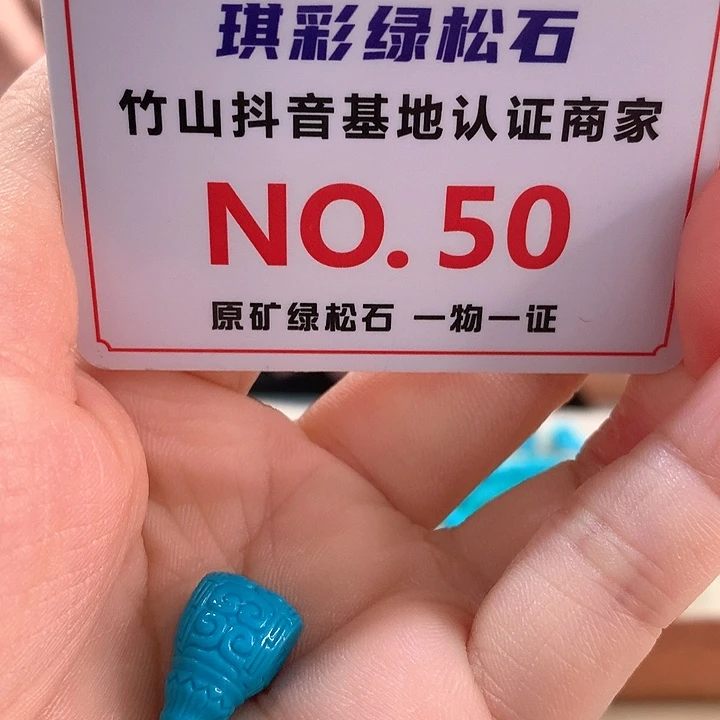 琪彩绿松石
竹山抖音基地认证商家
NO. 50
原矿绿松石 一物一证